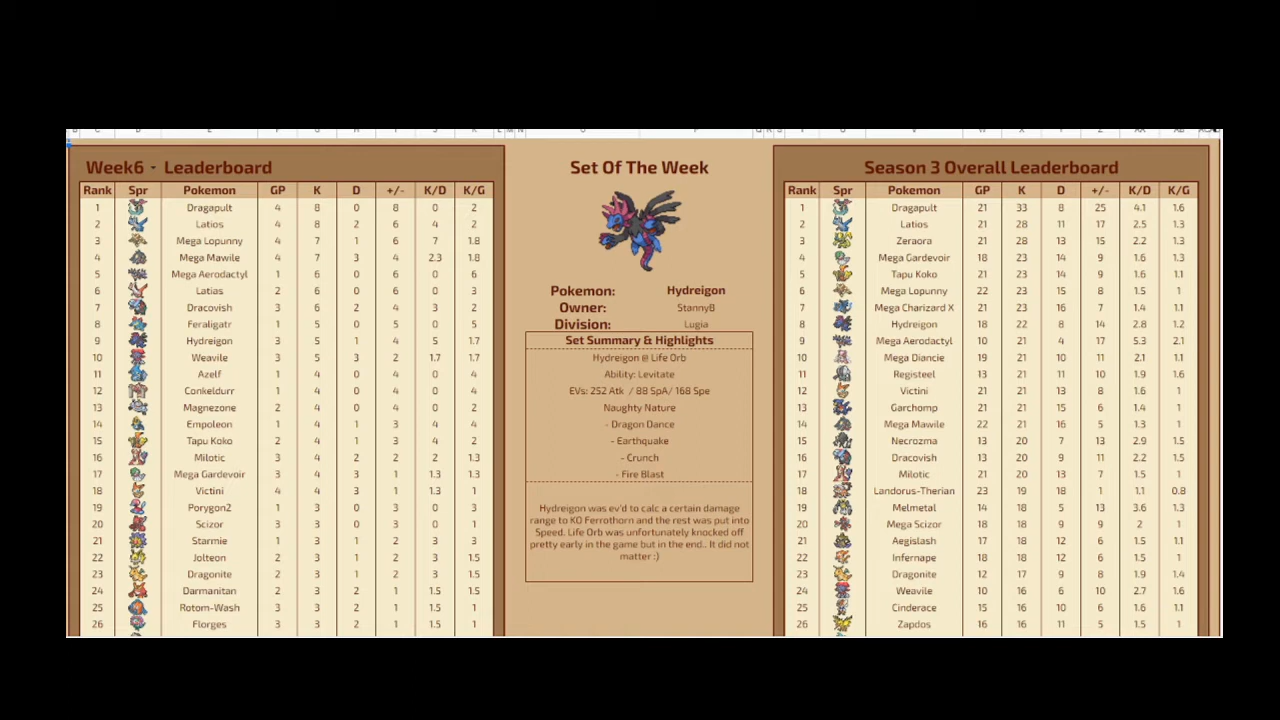 Week6 - Leaderboard
Rank Spr Pokemon GP K D +/- K/D K/G
1 Dragapult 4 8 0 8 0 2
2 Latios 4 8 2 6 4 2
3 Mega Lopunny 4 7 1 6 7 1.8
4 Mega Mawile 4 7 3 4 2.3 1.8
5 Mega Aerodactyl 1 6 0 6 0 6
6 Latias 2 6 0 6 0 3
7 Dracovish 3 6 2 4 3 2
8 Feraligatr 1 5 0 5 0 5
9 Hydreigon 3 5 1 4 5 1.7
10 Weavile 3 5 3 2 1.7 1.7
11 Azelf 1 4 0 4 0 4
12 Conkeldurr 1 4 0 4 0 4
13 Magnezone 2 4 0 4 0 2
14 Empoleon 1 4 1 3 4 4
15 Tapu Koko 2 4 1 3 4 2
16 Milotic 3 4 2 2 2 1.3
17 Mega Gardevoir 3 4 3 1 1.3 1.3
18 Victini 4 4 3 1 1.3 1
19 Porygon2 1 3 0 3 0 3
20 Scizor 3 3 0 3 0 1
21 Starmie 1 3 1 2 3 3
22 Jolteon 2 3 1 2 3 1.5
23 Dragonite 2 3 1 2 3 1.5
24 Darmanitan 2 3 2 1 1.5 1.5
25 Rotom-Wash 3 3 2 1 1.5 1
26 Florges 3 3 2 1 1.5 1
Set Of The Week
Pokemon: Hydreigon
Owner: StannyB
Division: Lugia
Set Summary & Highlights
Hydreigon @ Life Orb
Ability: Levitate
EVs: 252 Atk / 88 SpA/ 168 Spe
Naughty Nature
- Dragon Dance
- Earthquake
- Crunch
- Fire Blast
Hydreigon was ev'd to calc a certain damage
range to KO Ferrothorn and the rest was put into
Speed. Life Orb was unfortunately knocked off
pretty early in the game but in the end.. It did not
matter :)
Season 3 Overall Leaderboard
Rank Spr Pokemon GP K D +/- K/D K/G
1 Dragapult 21 33 8 25 4.1 1.6
2 Latios 21 28 11 17 2.5 1.3
3 Zeraora 21 28 13 15 2.2 1.3
4 Mega Gardevoir 18 23 14 9 1.6 1.3
5 Tapu Koko 21 23 14 9 1.6 1.1
6 Mega Lopunny 22 23 15 8 1.5 1
7 Mega Charizard X 21 23 16 7 1.4 1.1
8 Hydreigon 18 22 8 14 2.8 1.2
9 Mega Aerodactyl 10 21 4 17 5.3 2.1
10 Mega Diancie 19 21 10 11 2.1 1.1
11 Registeel 13 21 11 10 1.9 1.6
12 Victini 21 21 13 8 1.6 1
13 Garchomp 21 21 15 6 1.4 1
14 Mega Mawile 22 21 16 5 1.3 1
15 Necrozma 13 20 7 13 2.9 1.5
16 Dracovish 13 20 9 11 2.2 1.5
17 Milotic 21 20 13 7 1.5 1
18 Landorus-Therian 23 19 18 1 1.1 0.8
19 Melmetal 14 18 5 13 3.6 1.3
20 Mega Scizor 18 18 9 9 2 1
21 Aegislash 17 18 12 6 1.5 1.1
22 Infernape 18 18 12 6 1.5 1
23 Dragonite 12 17 9 8 1.9 1.4
24 Weavile 10 16 6 10 2.7 1.6
25 Cinderace 15 16 10 6 1.6 1.1
26 Zapdos 16 16 11 5 1.5 1